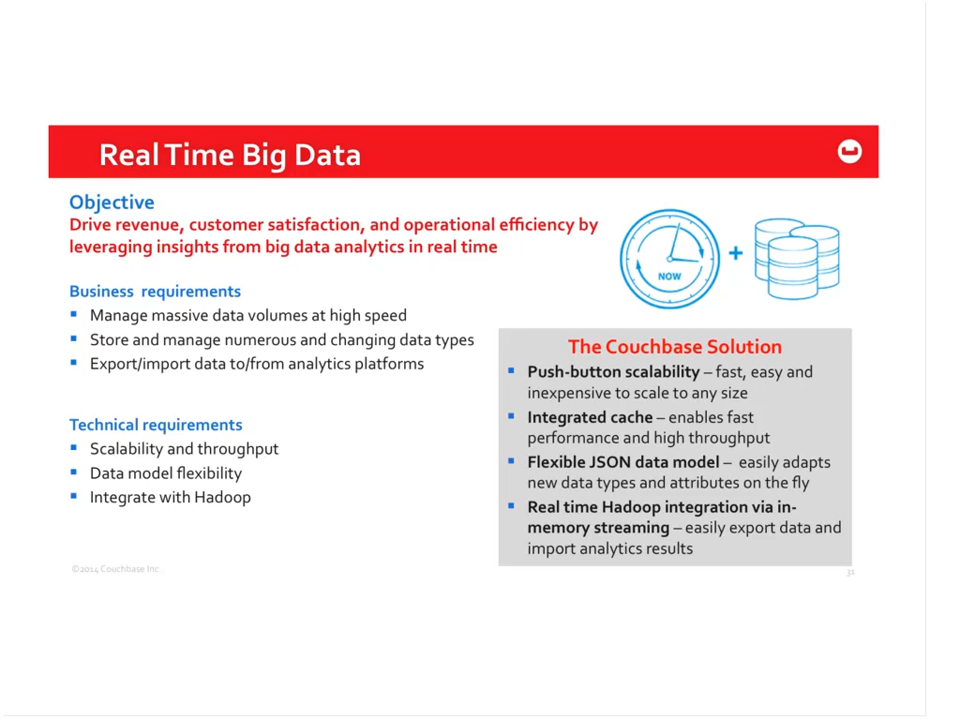 Real Time Big Data
Objective
Drive revenue, customer satisfaction, and operational efficiency by
leveraging insights from big data analytics in real time
NOW
+
Business requirements
Manage massive data volumes at high speed
Store and manage numerous and changing data types
Export/import data to/from analytics platforms
Technical requirements
Scalability and throughput
Data model flexibility
Integrate with Hadoop
The Couchbase Solution
Push-button scalability – fast, easy and
inexpensive to scale to any size
Integrated cache – enables fast
performance and high throughput
Flexible JSON data model – easily adapts
new data types and attributes on the fly
Real time Hadoop integration via in-
memory streaming – easily export data and
import analytics results
©2014 Couchbase Inc.
31